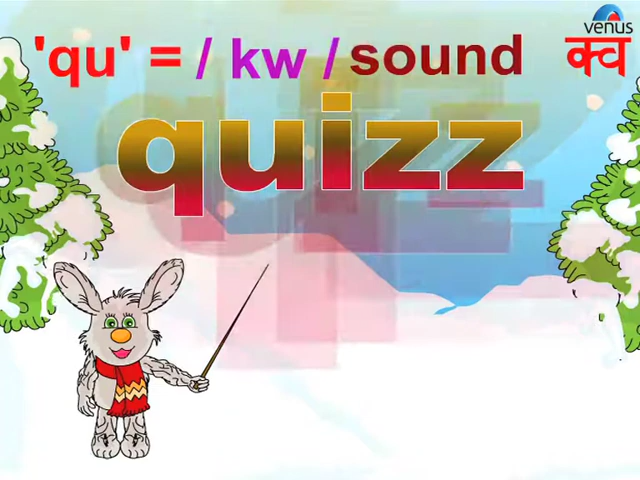 venus
'qu' = / kw / sound क्व
quizz